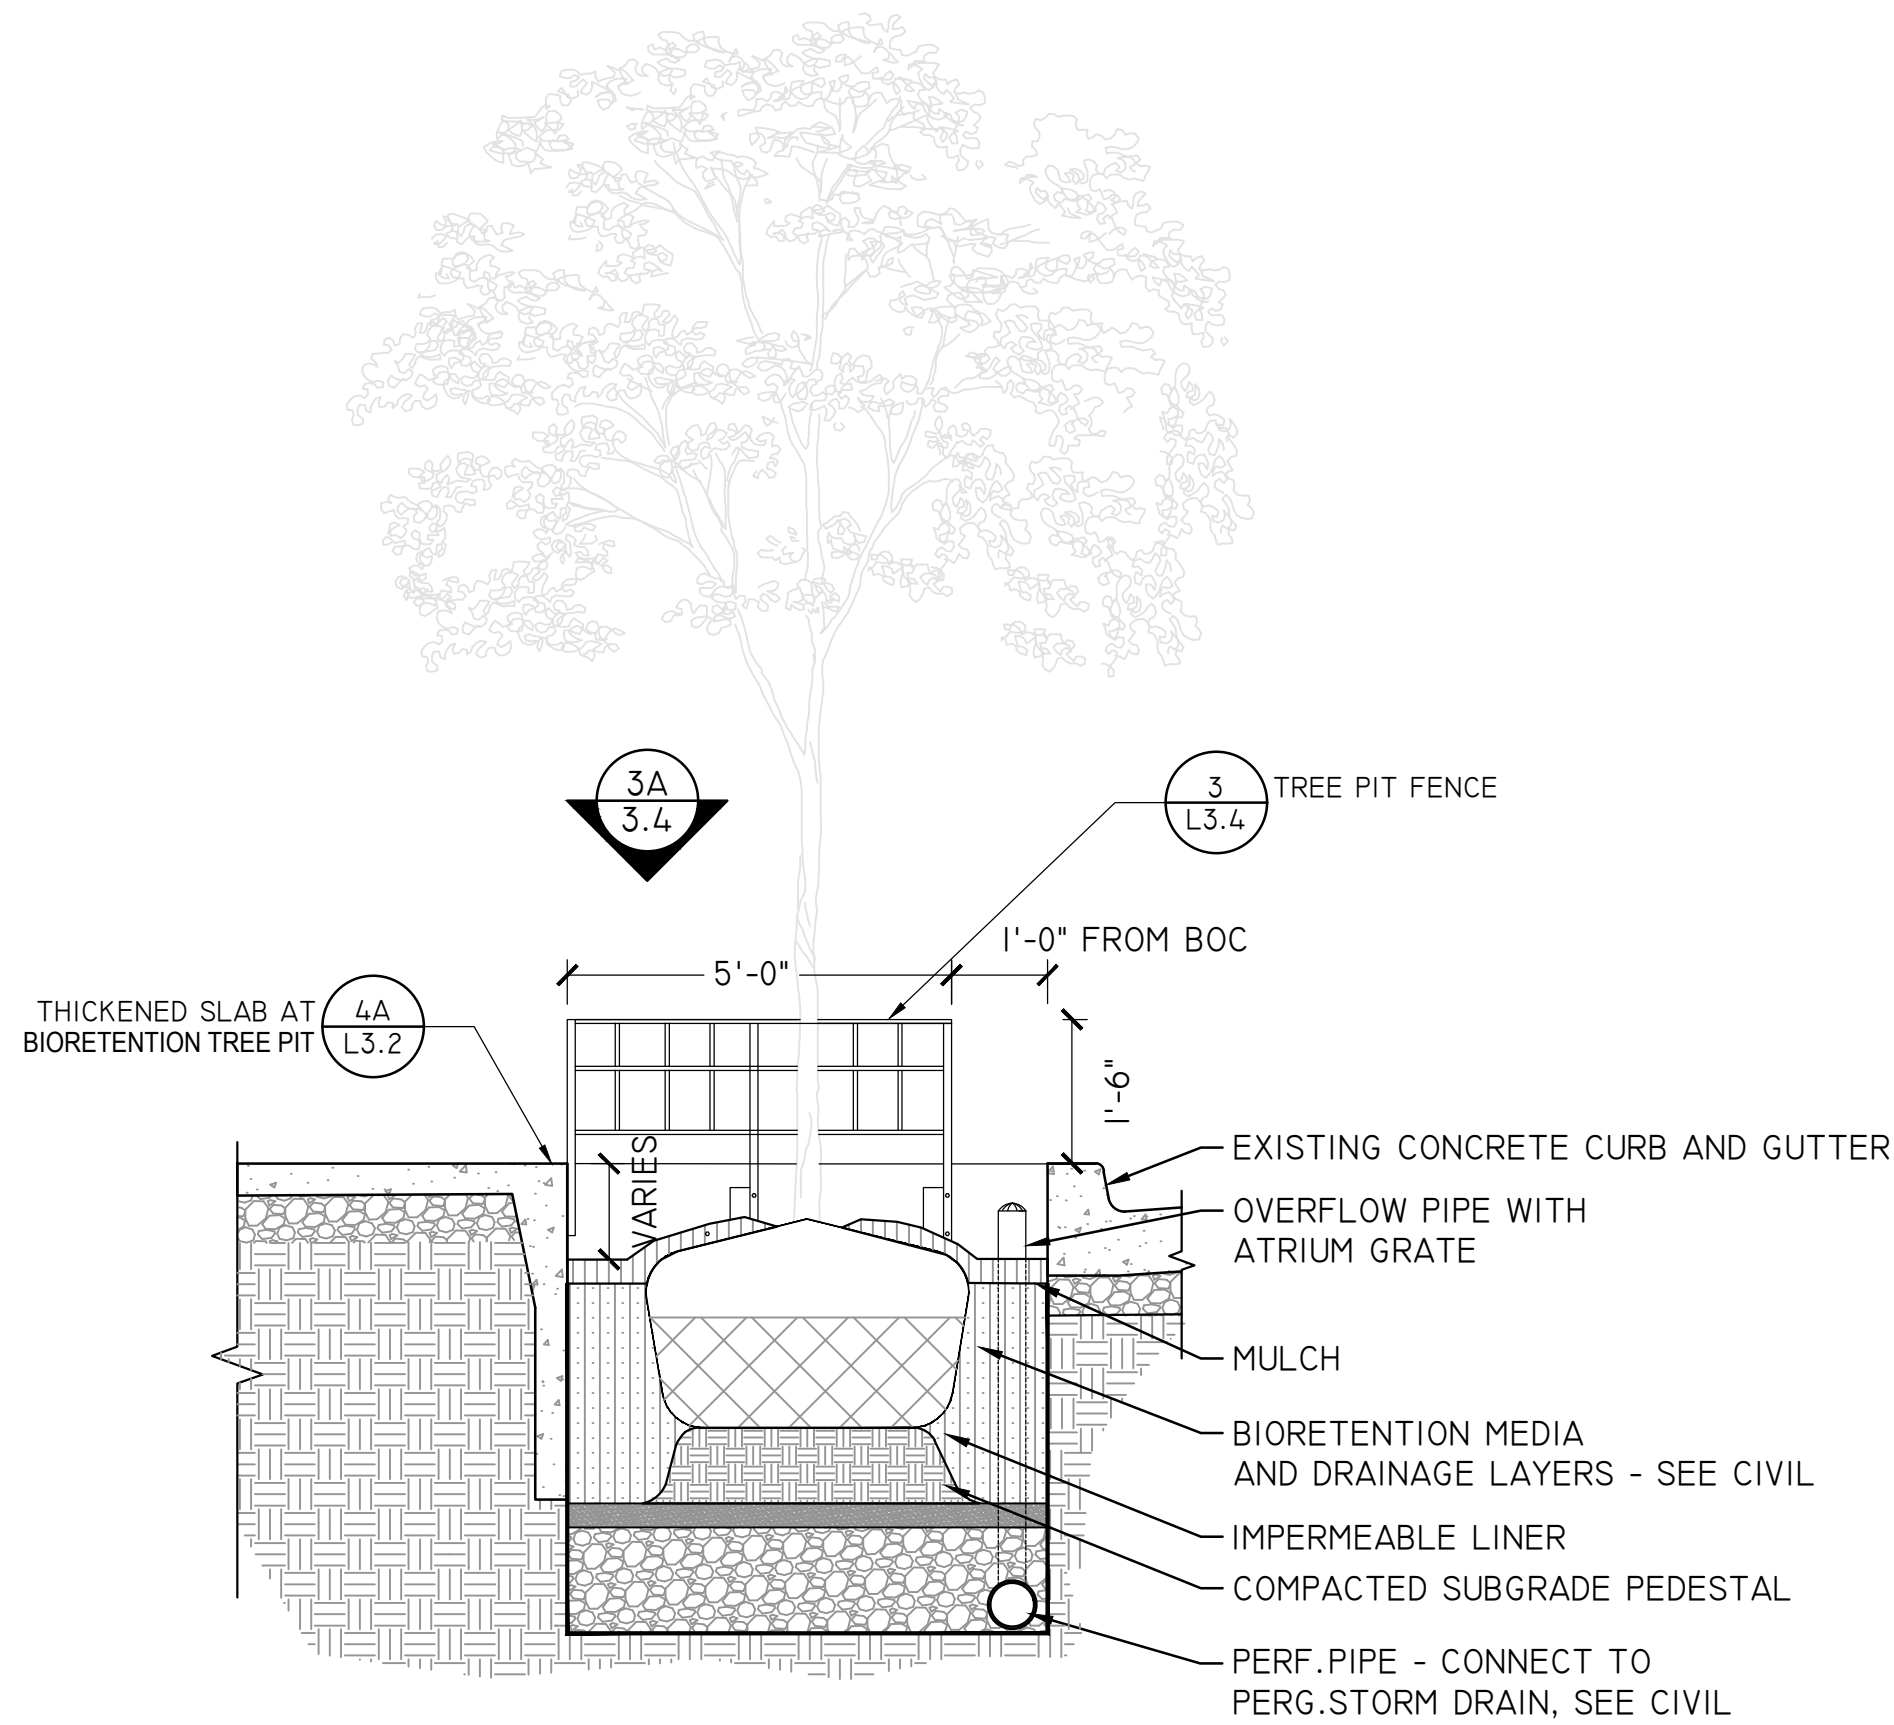 3A
3.4
3
L3.4
TREE PIT FENCE
1'-0" FROM BOC
5'-0"
THICKENED SLAB AT
BIORETENTION TREE PIT
4A
L3.2
1'-6"
VARIES
EXISTING CONCRETE CURB AND GUTTER
OVERFLOW PIPE WITH
ATRIUM GRATE
MULCH
BIORETENTION MEDIA
AND DRAINAGE LAYERS - SEE CIVIL
IMPERMEABLE LINER
COMPACTED SUBGRADE PEDESTAL
PERF.PIPE - CONNECT TO
PERG.STORM DRAIN, SEE CIVIL